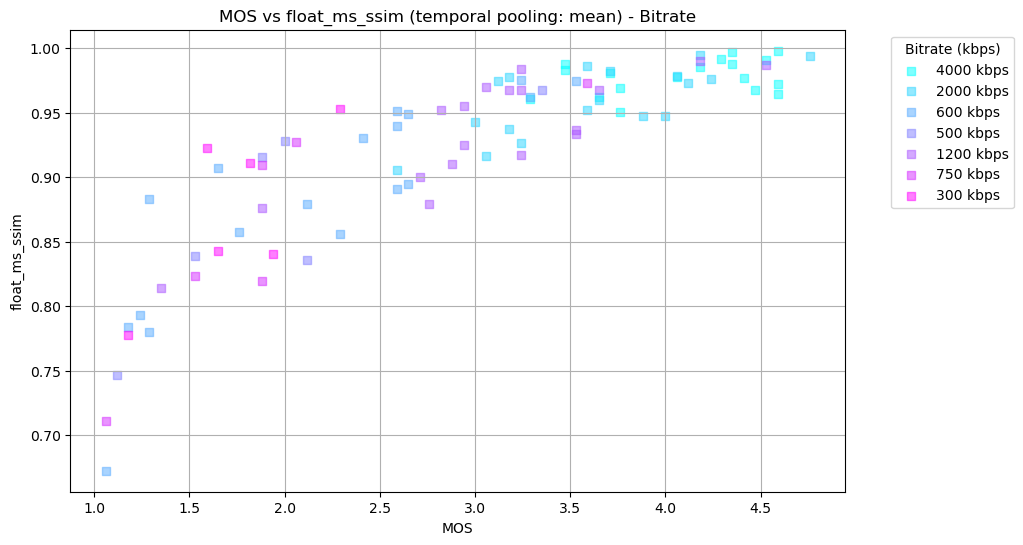 MOS vs float_ms_ssim (temporal pooling: mean) - Bitrate
1.00
0.95
0.90
0.85
0.80
0.75
0.70
float_ms_ssim
1.0 1.5 2.0 2.5 3.0 3.5 4.0 4.5
MOS
Bitrate (kbps)
4000 kbps
2000 kbps
600 kbps
500 kbps
1200 kbps
750 kbps
300 kbps